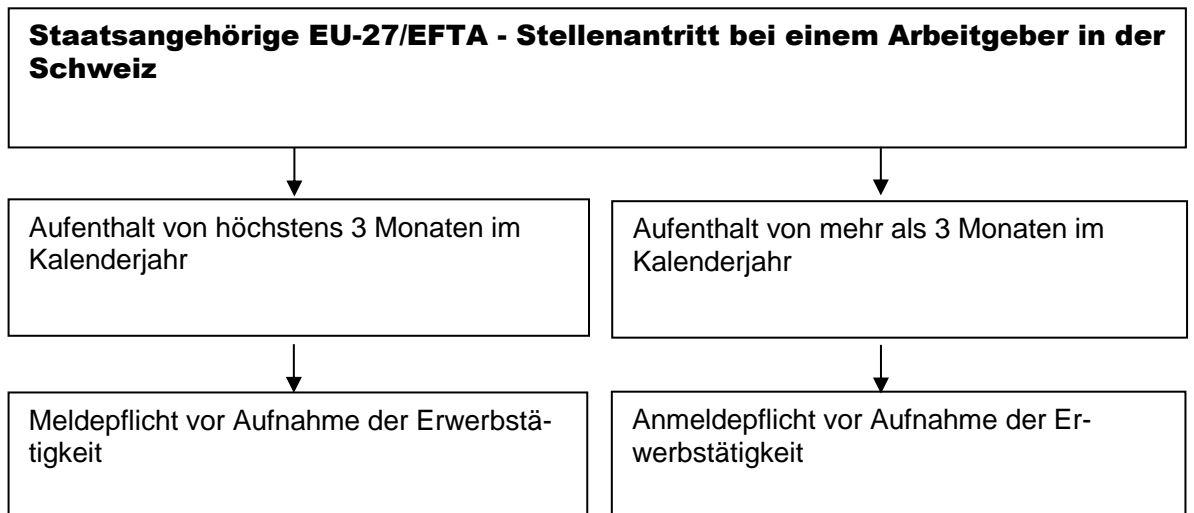 Staatsangehörige EU-27/EFTA - Stellenantritt bei einem Arbeitgeber in der
Schweiz
Aufenthalt von höchstens 3 Monaten im
Kalenderjahr
Aufenthalt von mehr als 3 Monaten im
Kalenderjahr
Meldepflicht vor Aufnahme der Erwerbstä-
tigkeit
Anmeldepflicht vor Aufnahme der Er-
werbstätigkeit